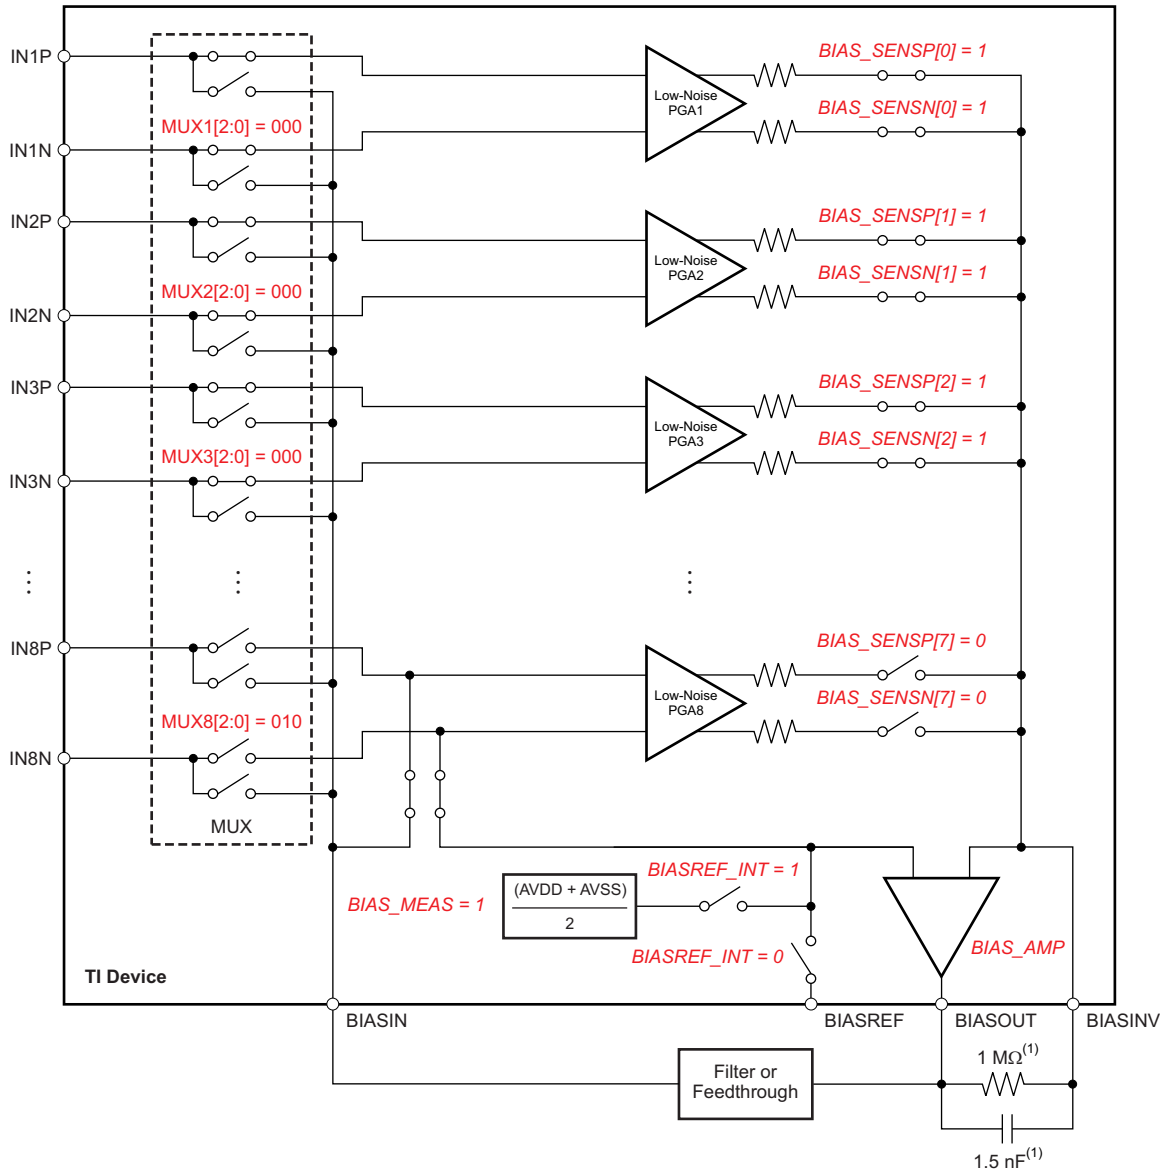 IN1P
BIAS_SENSP[0] = 1
Low-Noise
PGA1
BIAS_SENSN[0] = 1
MUX1[2:0] = 000
IN1N
IN2P
BIAS_SENSP[1] = 1
Low-Noise
PGA2
BIAS_SENSN[1] = 1
MUX2[2:0] = 000
IN2N
IN3P
BIAS_SENSP[2] = 1
Low-Noise
PGA3
BIAS_SENSN[2] = 1
MUX3[2:0] = 000
IN3N
IN8P
BIAS_SENSP[7] = 0
Low-Noise
PGA8
BIAS_SENSN[7] = 0
MUX8[2:0] = 010
IN8N
MUX
BIASREF_INT = 1
(AVDD + AVSS)
2
BIAS_MEAS = 1
BIASREF_INT = 0
BIAS_AMP
TI Device
BIASIN
BIASREF
BIASOUT
BIASINV
1 MΩ(1)
Filter or
Feedthrough
1.5 nF(1)